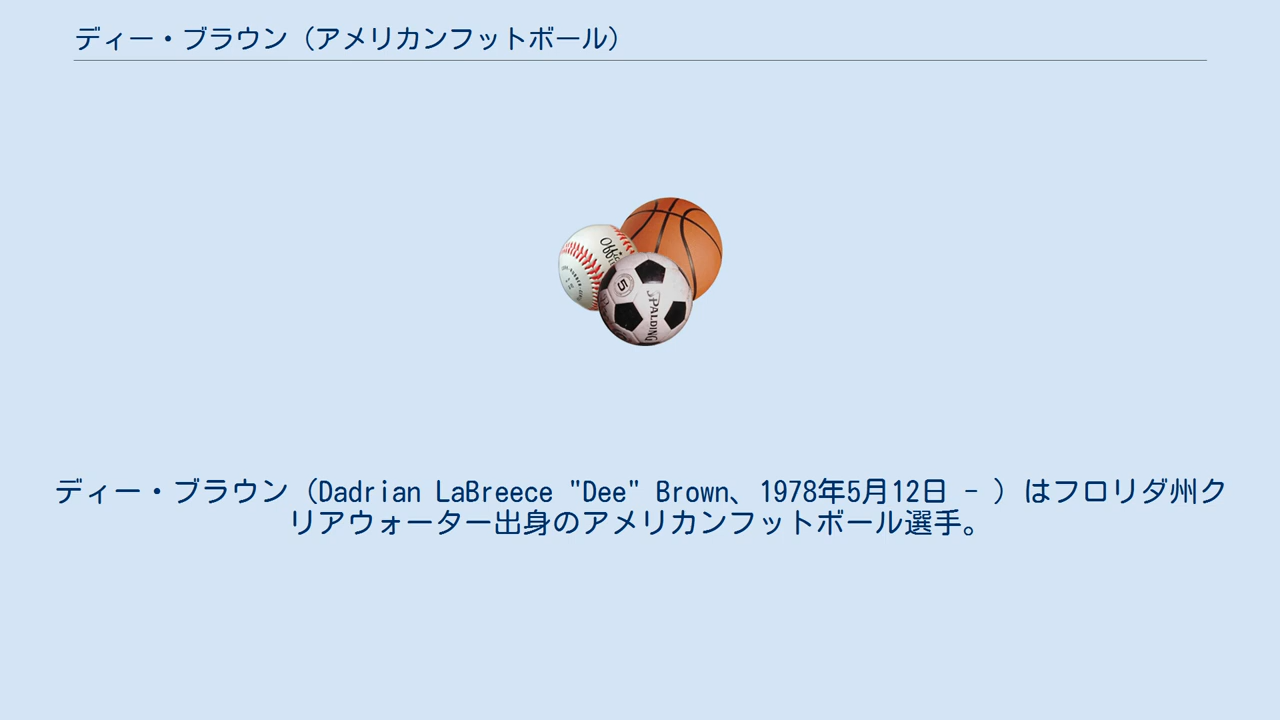 ディー・ブラウン（アメリカンフットボール）
Offici
5
SPALDING
ディー・ブラウン（Dadrian LaBreece "Dee" Brown、1978年5月12日 - ）はフロリダ州ク
リアウォーター出身のアメリカンフットボール選手。